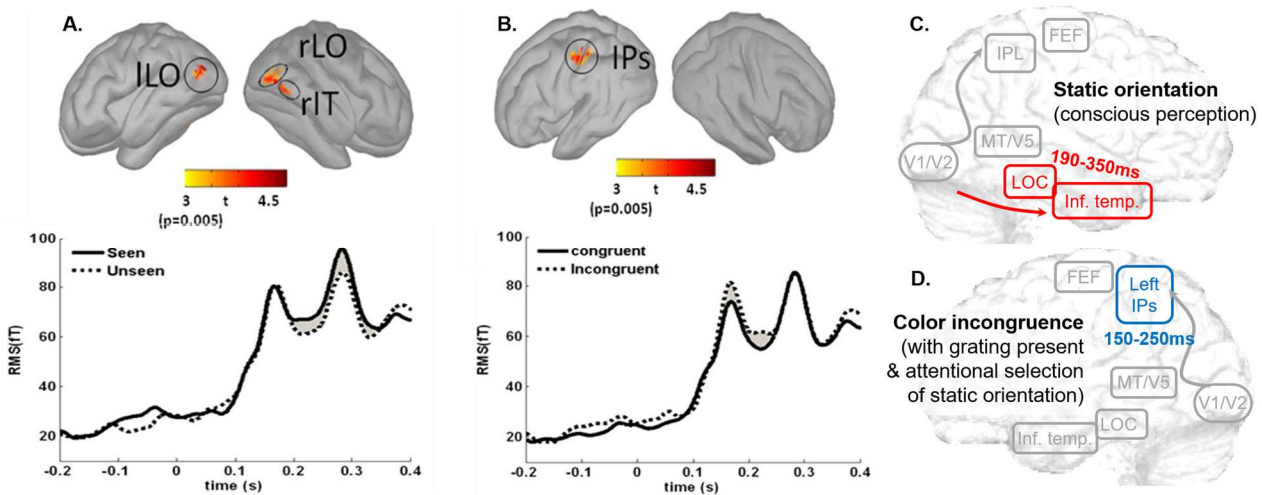 A.
lLO
rLO
rIT
3 t 4.5
(p=0.005)
100
80
60
40
20
RMS(fT)
Seen
Unseen
-0.2 -0.1 0 0.1 0.2 0.3 0.4
time (s)
B.
IPs
3 t 4.5
(p=0.005)
100
80
60
40
20
RMS(fT)
congruent
Incongruent
-0.2 -0.1 0 0.1 0.2 0.3 0.4
time (s)
C.
FEF
IPL
Static orientation
(conscious perception)
MT/V5
V1/V2
190-350ms
LOC
Inf. temp.
D.
FEF
Left
IPs
Color incongruence
(with grating present
& attentional selection
of static orientation)
150-250ms
MT/V5
V1/V2
LOC
Inf. temp.